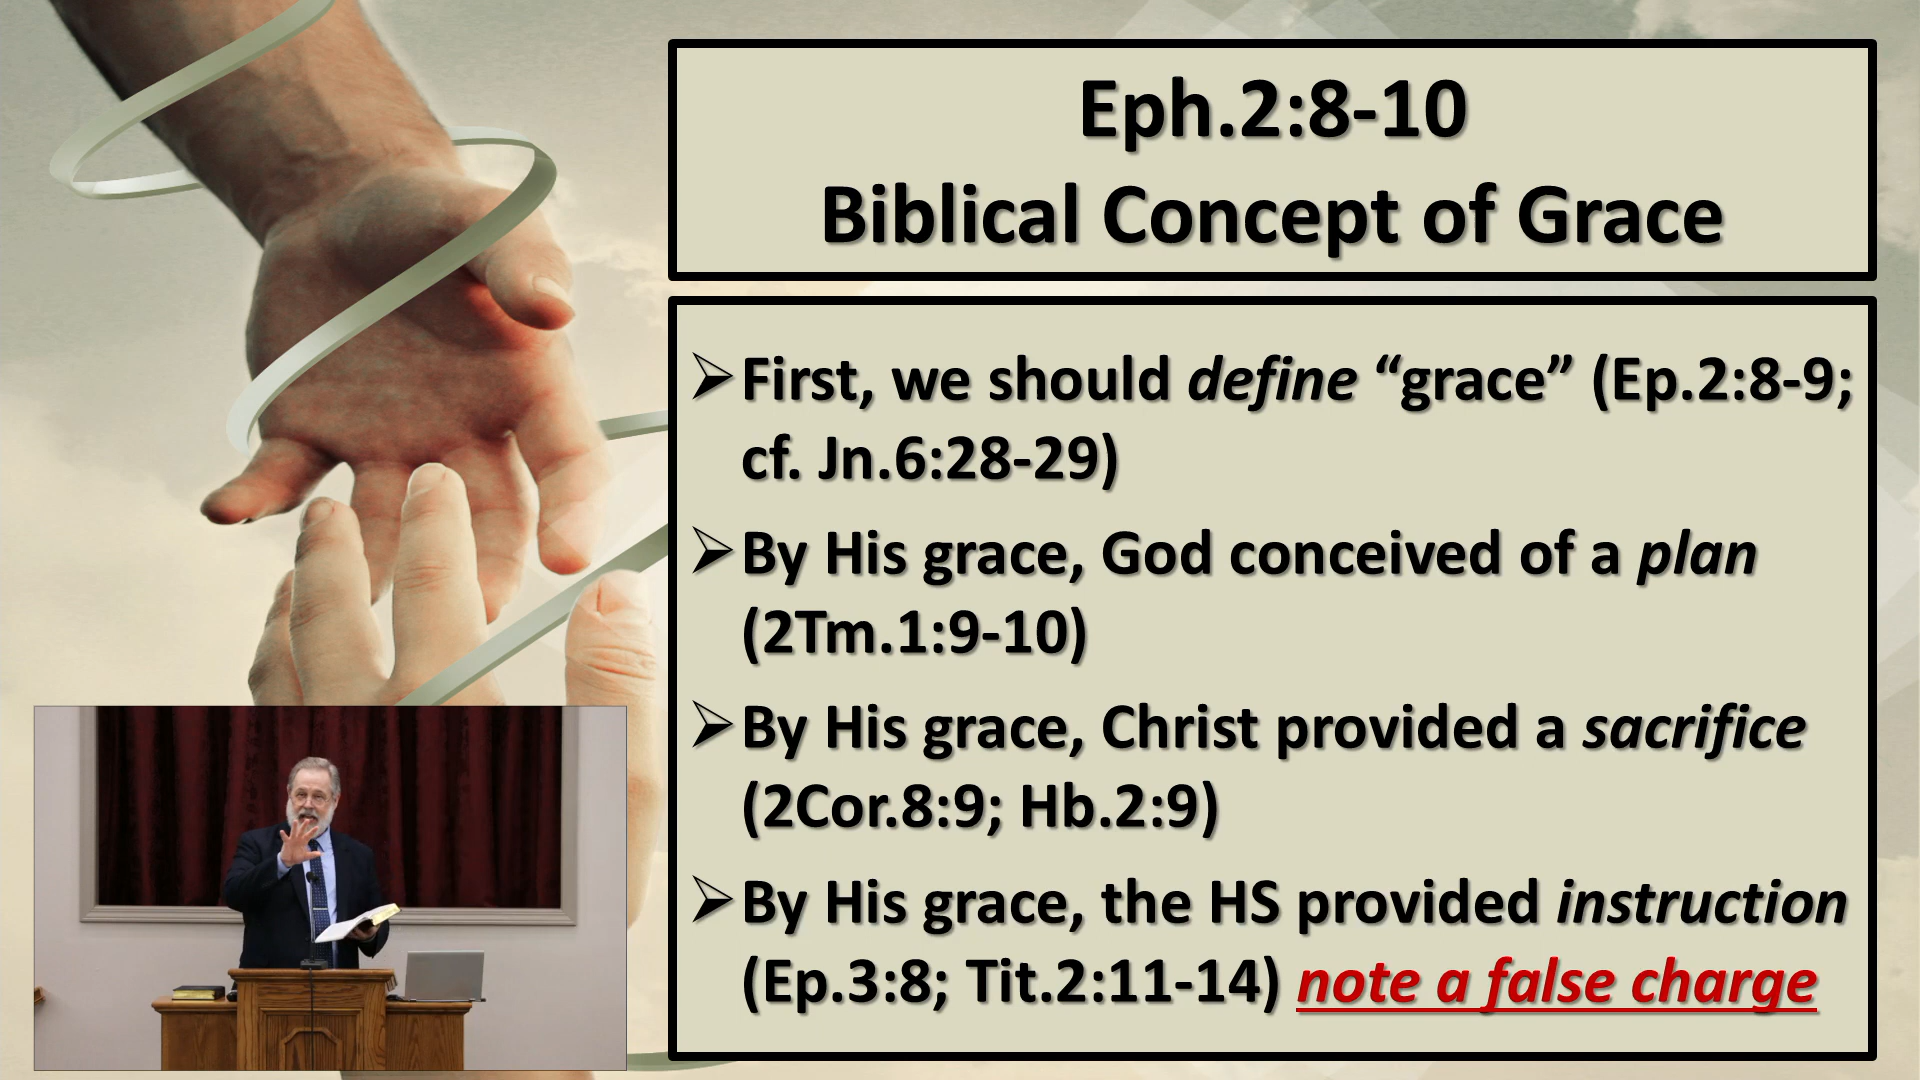 Eph.2:8-10
Biblical Concept of Grace
➢First, we should define “grace” (Ep.2:8-9;
cf. Jn.6:28-29)
➢By His grace, God conceived of a plan
(2Tm.1:9-10)
➢By His grace, Christ provided a sacrifice
(2Cor.8:9; Hb.2:9)
➢By His grace, the HS provided instruction
(Ep.3:8; Tit.2:11-14) note a false charge